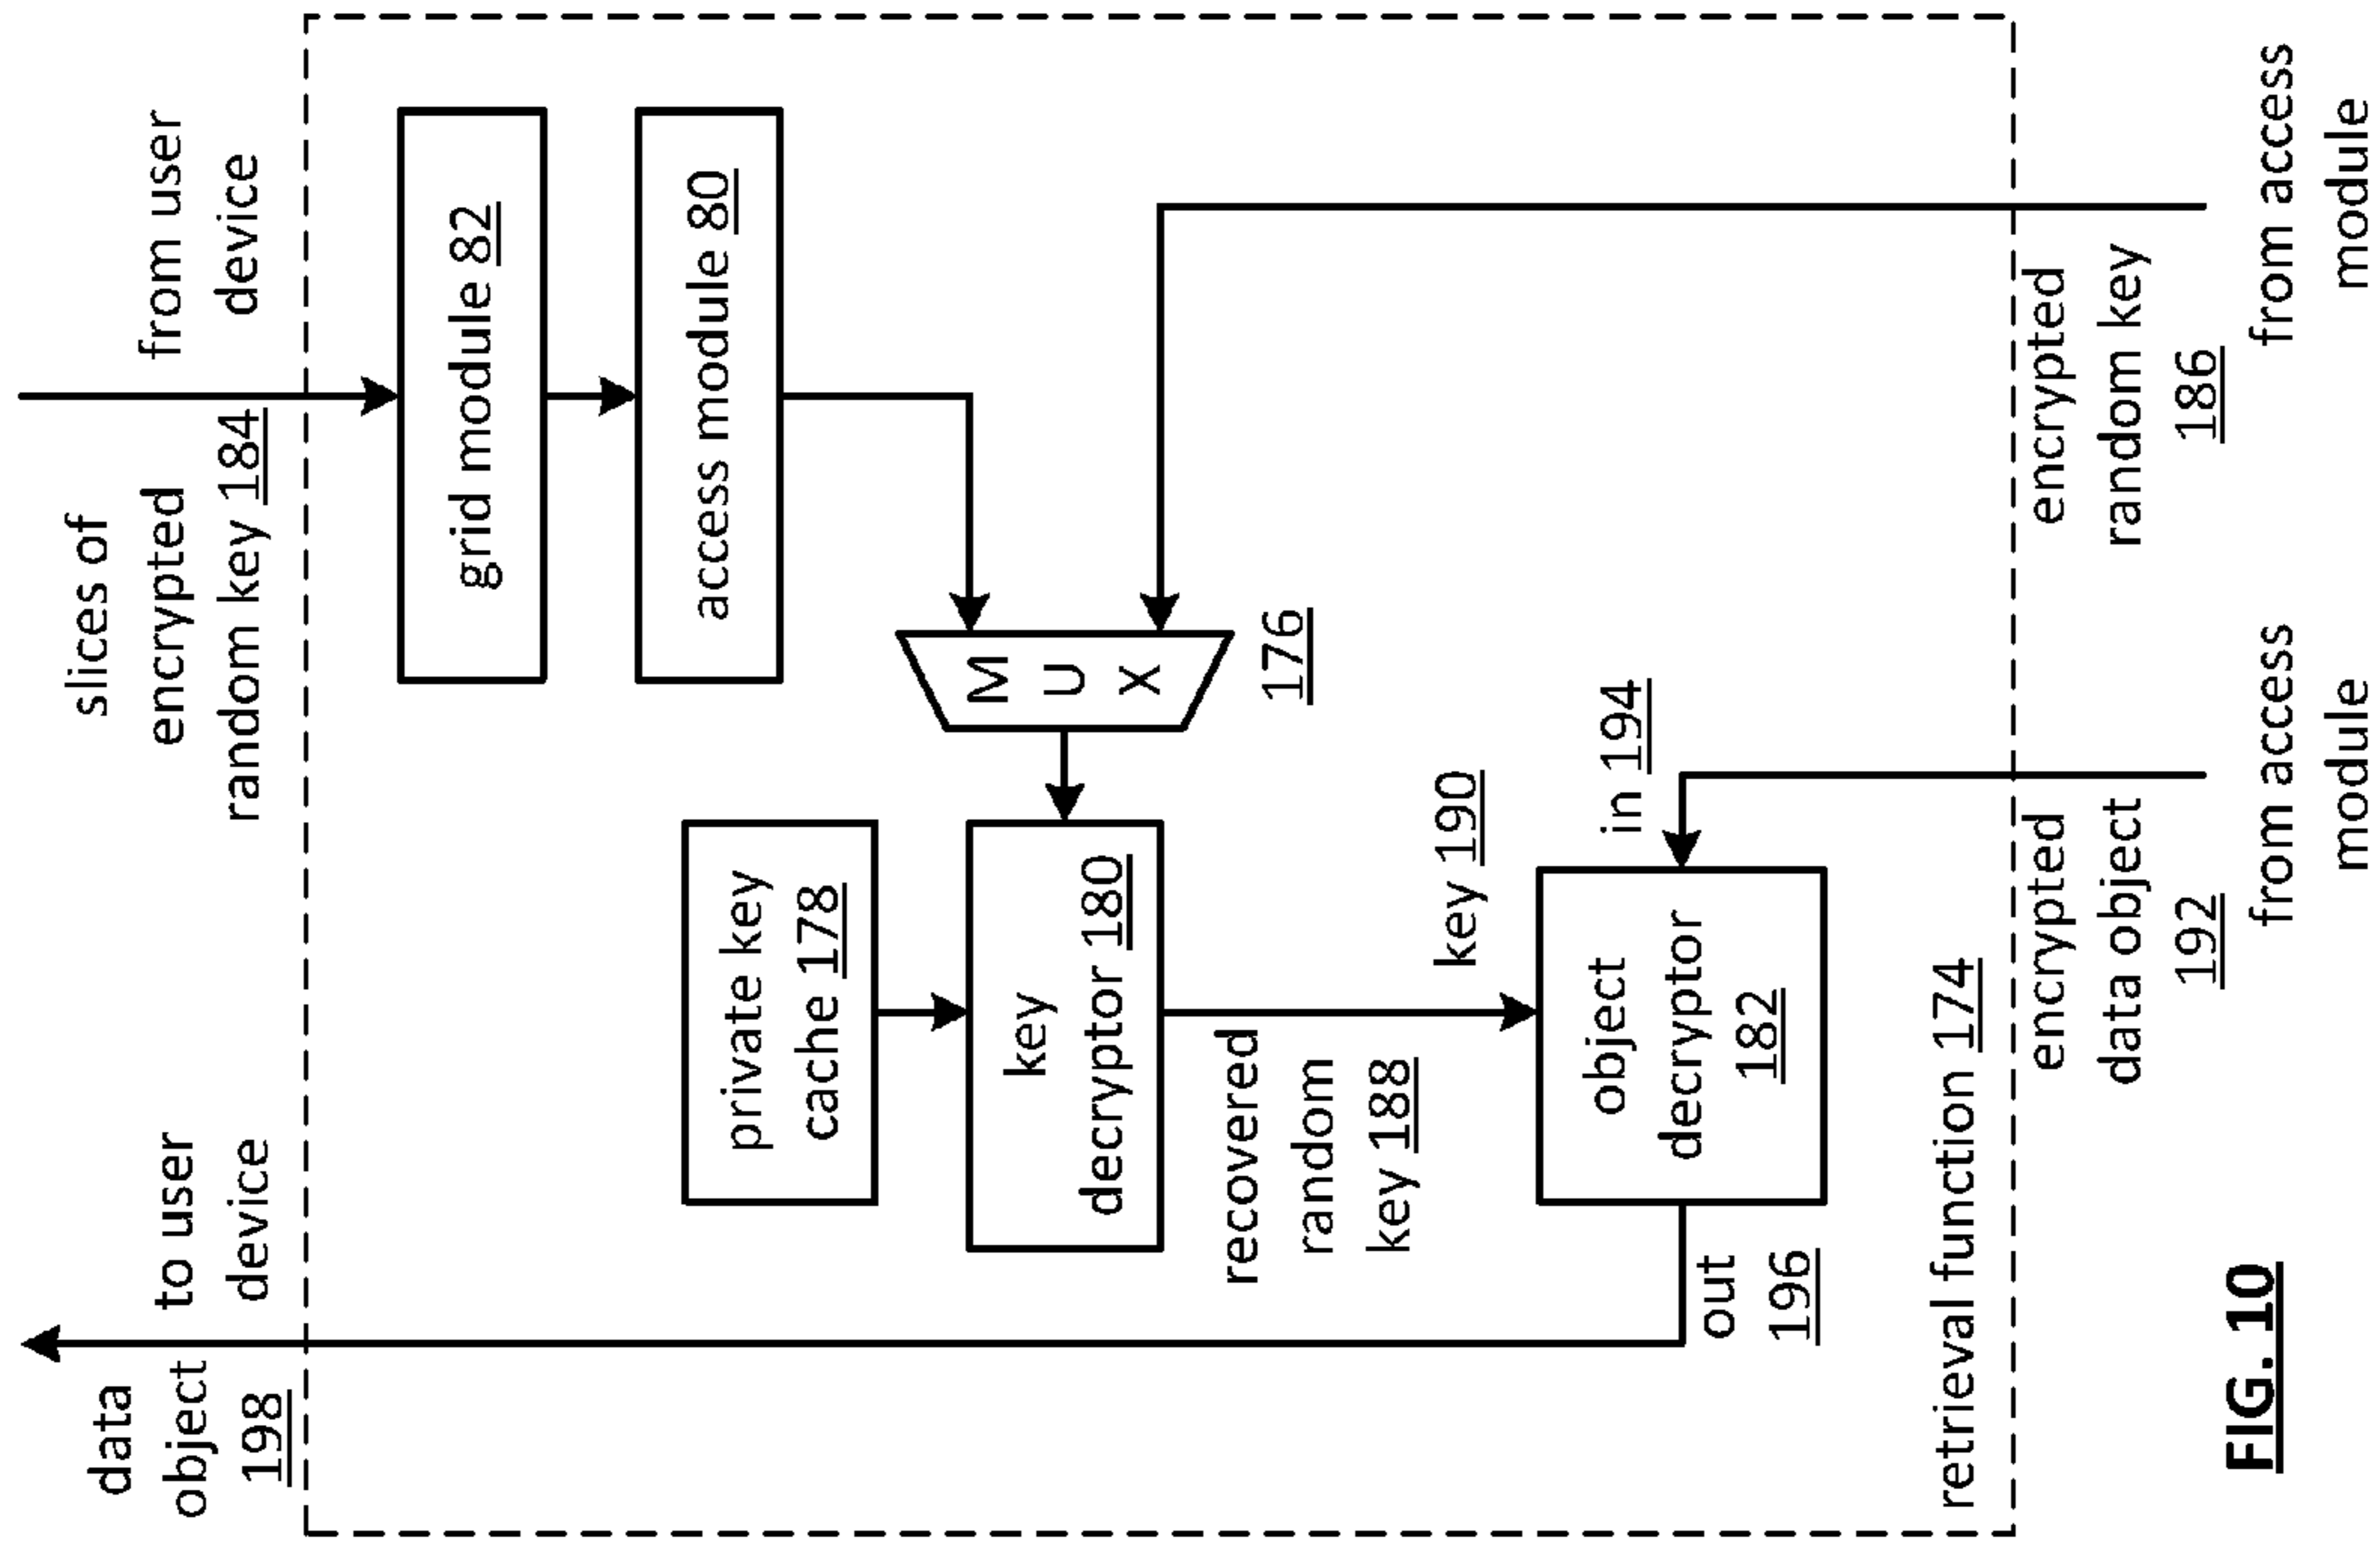 data
object
198
to user
device
slices of
encrypted
random key 184
from user
device
grid module 82
access module 80
private key
cache 178
M
U
X
176
key
decryptor 180
recovered
random
key 188
key 190
in 194
object
decryptor
182
out
196
retrieval function 174
encrypted
data object
192
from access
module
encrypted
random key
186
from access
module
FIG. 10